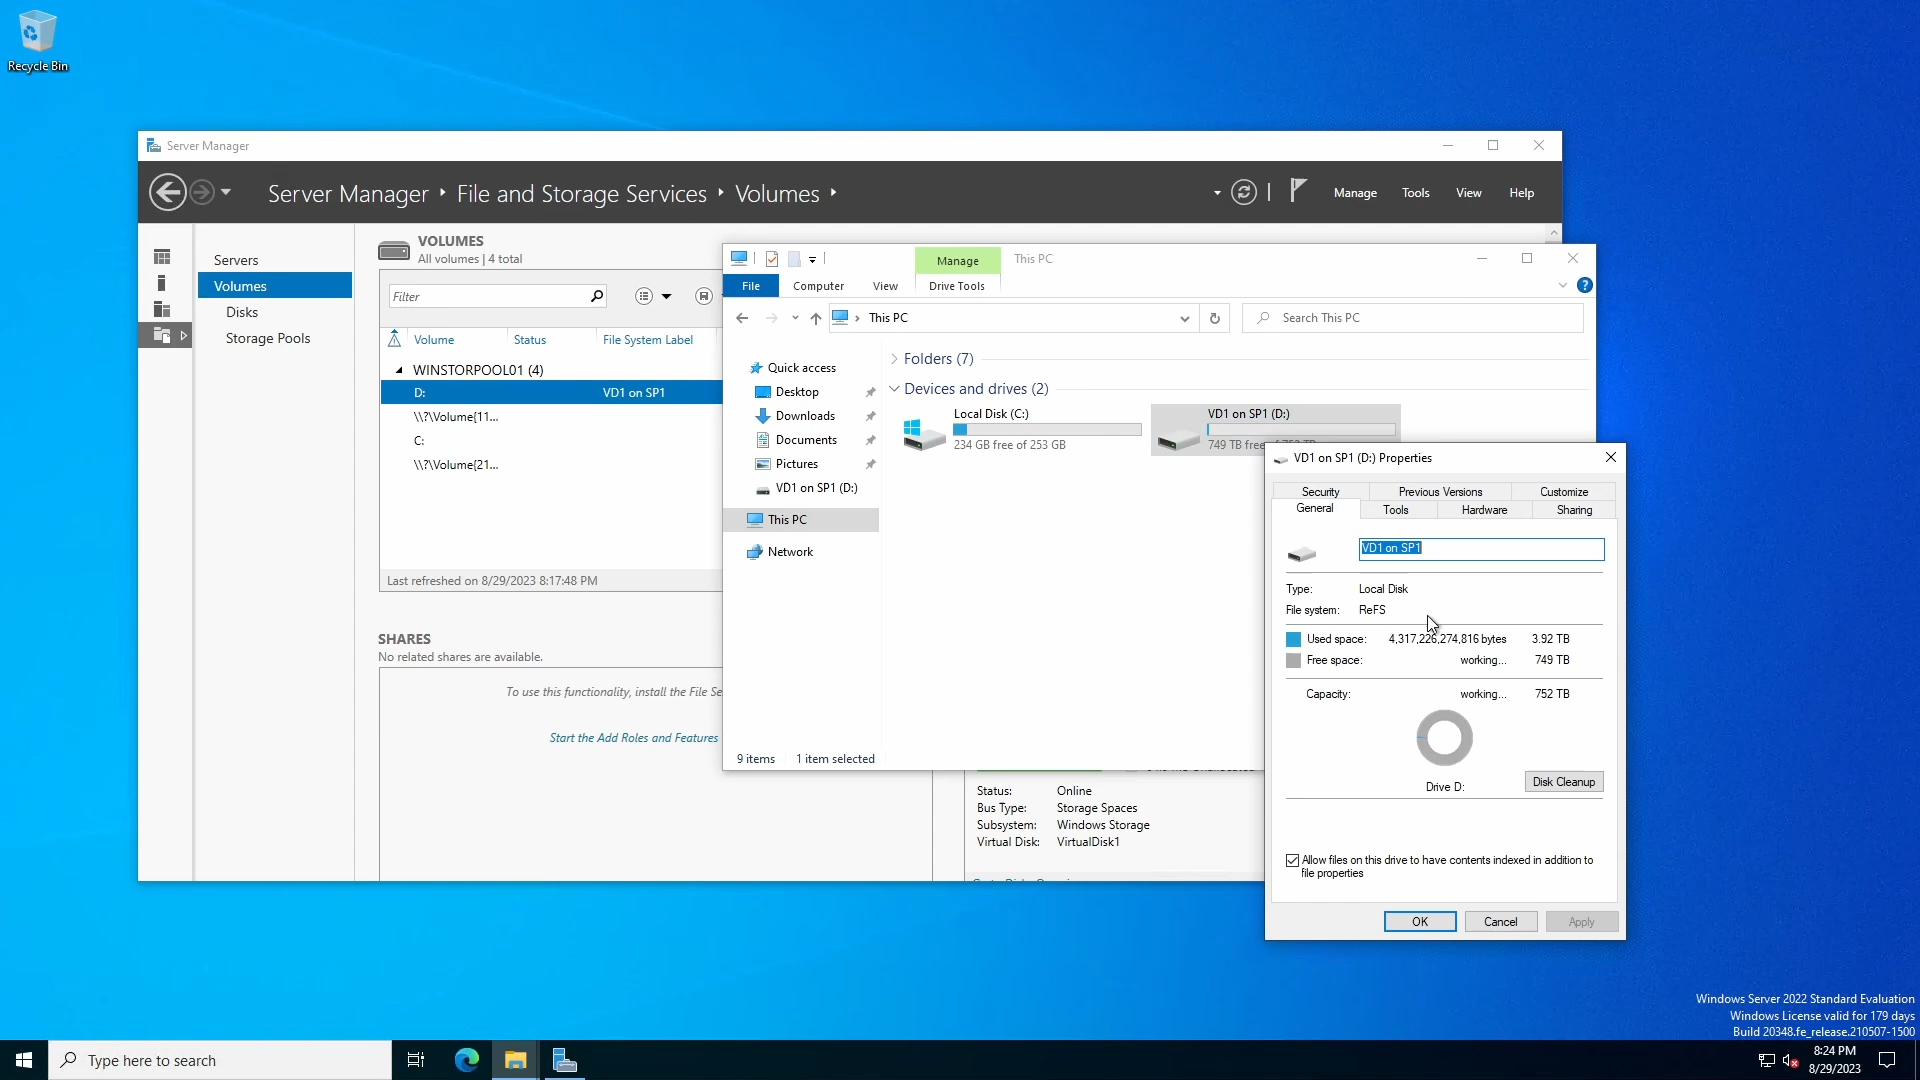 Recycle Bin
Server Manager
Server Manager File and Storage Services Volumes
Manage Tools View Help
Servers
Volumes
Disks
Storage Pools
VOLUMES
All volumes | 4 total
Filter
Volume Status File System Label
WINSTORPOOL01 (4)
D: VD1 on SP1
\\?\Volume{11...
C:
\\?\Volume{21...
Last refreshed on 8/29/2023 8:17:48 PM
SHARES
No related shares are available.
To use this functionality, install the File Se
Start the Add Roles and Features
Status: Online
Bus Type: Storage Spaces
Subsystem: Windows Storage
Virtual Disk: VirtualDisk1
Manage This PC
File Computer View Drive Tools
This PC
Search This PC
Quick access
Desktop
Downloads
Documents
Pictures
VD1 on SP1 (D:)
This PC
Network
Folders (7)
Devices and drives (2)
Local Disk (C:)
234 GB free of 253 GB
VD1 on SP1 (D:)
749 TB free
9 items 1 item selected
VD1 on SP1 (D:) Properties
Security Previous Versions Customize
General Tools Hardware Sharing
VD1 on SP1
Type: Local Disk
File system: ReFS
Used space: 4,317,226,274,816 bytes 3.92 TB
Free space: working... 749 TB
Capacity: working... 752 TB
Drive D:
Disk Cleanup
Allow files on this drive to have contents indexed in addition to
file properties
OK Cancel Apply
Windows Server 2022 Standard Evaluation
Windows License valid for 179 days
Build 20348.fe_release.210507-1500
Type here to search
8:24 PM
8/29/2023